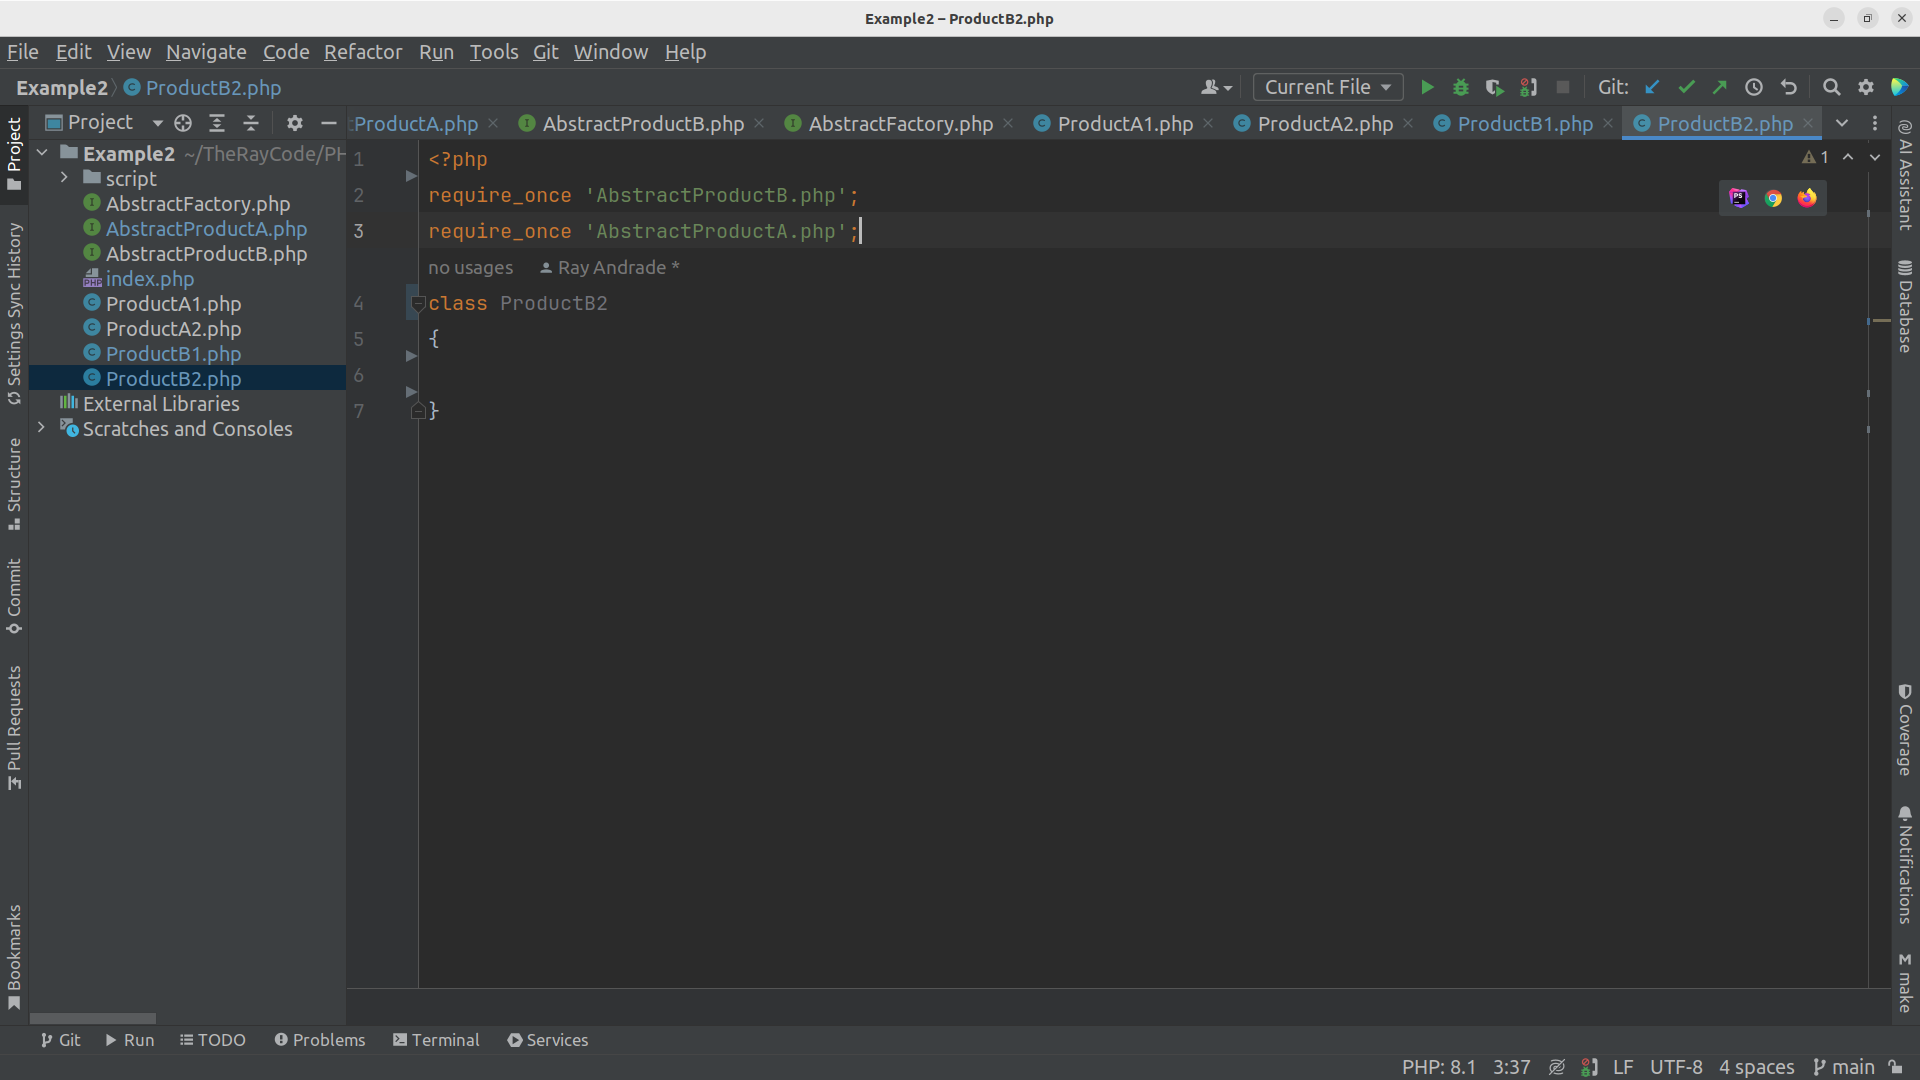 Example2 – ProductB2.php
File Edit View Navigate Code Refactor Run Tools Git Window Help
Example2 ProductB2.php Current File Git:
Project ProductA.php AbstractProductB.php AbstractFactory.php ProductA1.php ProductA2.php ProductB1.php ProductB2.php
Example2 ~/TheRayCode/PH
script
AbstractFactory.php
AbstractProductA.php
AbstractProductB.php
index.php
ProductA1.php
ProductA2.php
ProductB1.php
ProductB2.php
External Libraries
Scratches and Consoles
1 <?php
2 require_once 'AbstractProductB.php';
3 require_once 'AbstractProductA.php';
no usages Ray Andrade *
4 class ProductB2
5 {
6
7 }
1
Project
Settings Sync History
Structure
Commit
Pull Requests
Bookmarks
AI Assistant
Database
Coverage
Notifications
M make
Git Run TODO Problems Terminal Services
PHP: 8.1 3:37 LF UTF-8 4 spaces main